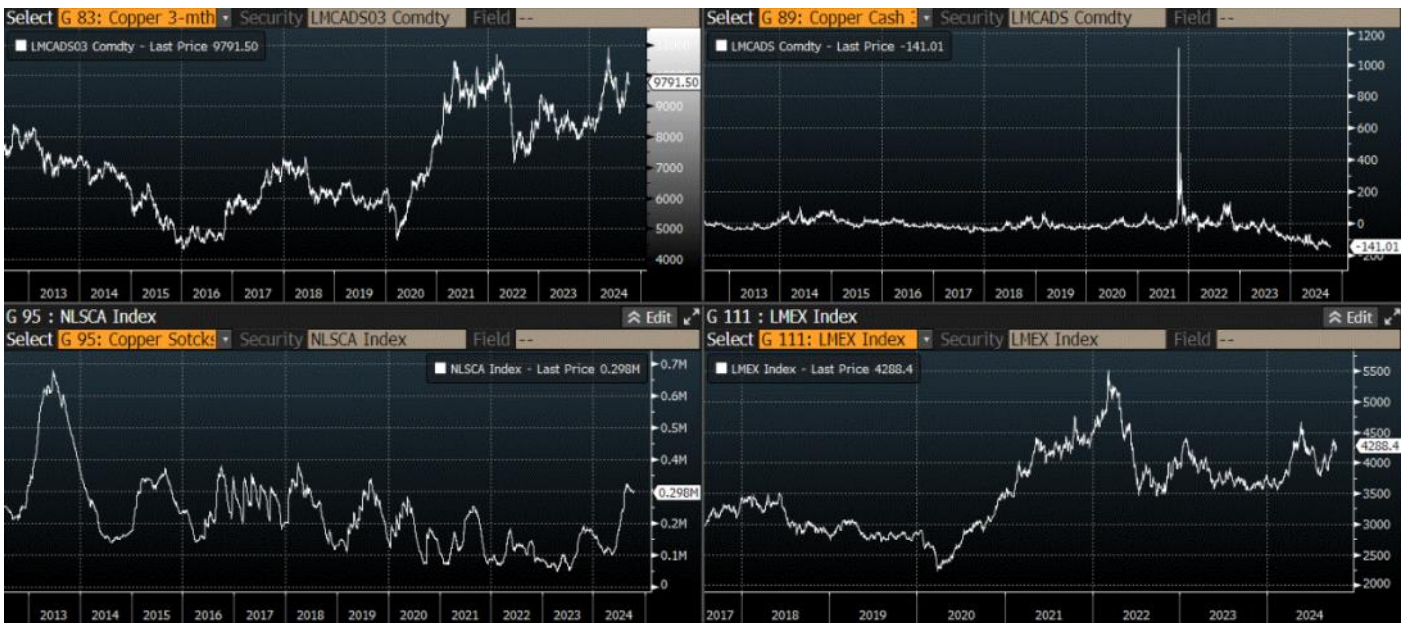 Select G 83: Copper 3-mth Security LMCADS03 Comdty Field --
LMCADS03 Comdty - Last Price 9791.50
9791.50
9000
8000
7000
6000
5000
4000
2013 2014 2015 2016 2017 2018 2019 2020 2021 2022 2023 2024
Select G 89: Copper Cash Security LMCADS Comdty Field --
LMCADS Comdty - Last Price -141.01
1200
1000
800
600
400
200
0
-141.01
-200
2013 2014 2015 2016 2017 2018 2019 2020 2021 2022 2023 2024
G 95 : NLSCA Index Edit
Select G 95: Copper Sotcks Security NLSCA Index Field --
NLSCA Index - Last Price 0.298M
0.7M
0.6M
0.5M
0.4M
0.298M
0.2M
0.1M
0
2013 2014 2015 2016 2017 2018 2019 2020 2021 2022 2023 2024
G 111 : LMEX Index Edit
Select G 111: LMEX Index Security LMEX Index Field --
LMEX Index - Last Price 4288.4
5500
5000
4500
4288.4
4000
3500
3000
2500
2000
2017 2018 2019 2020 2021 2022 2023 2024